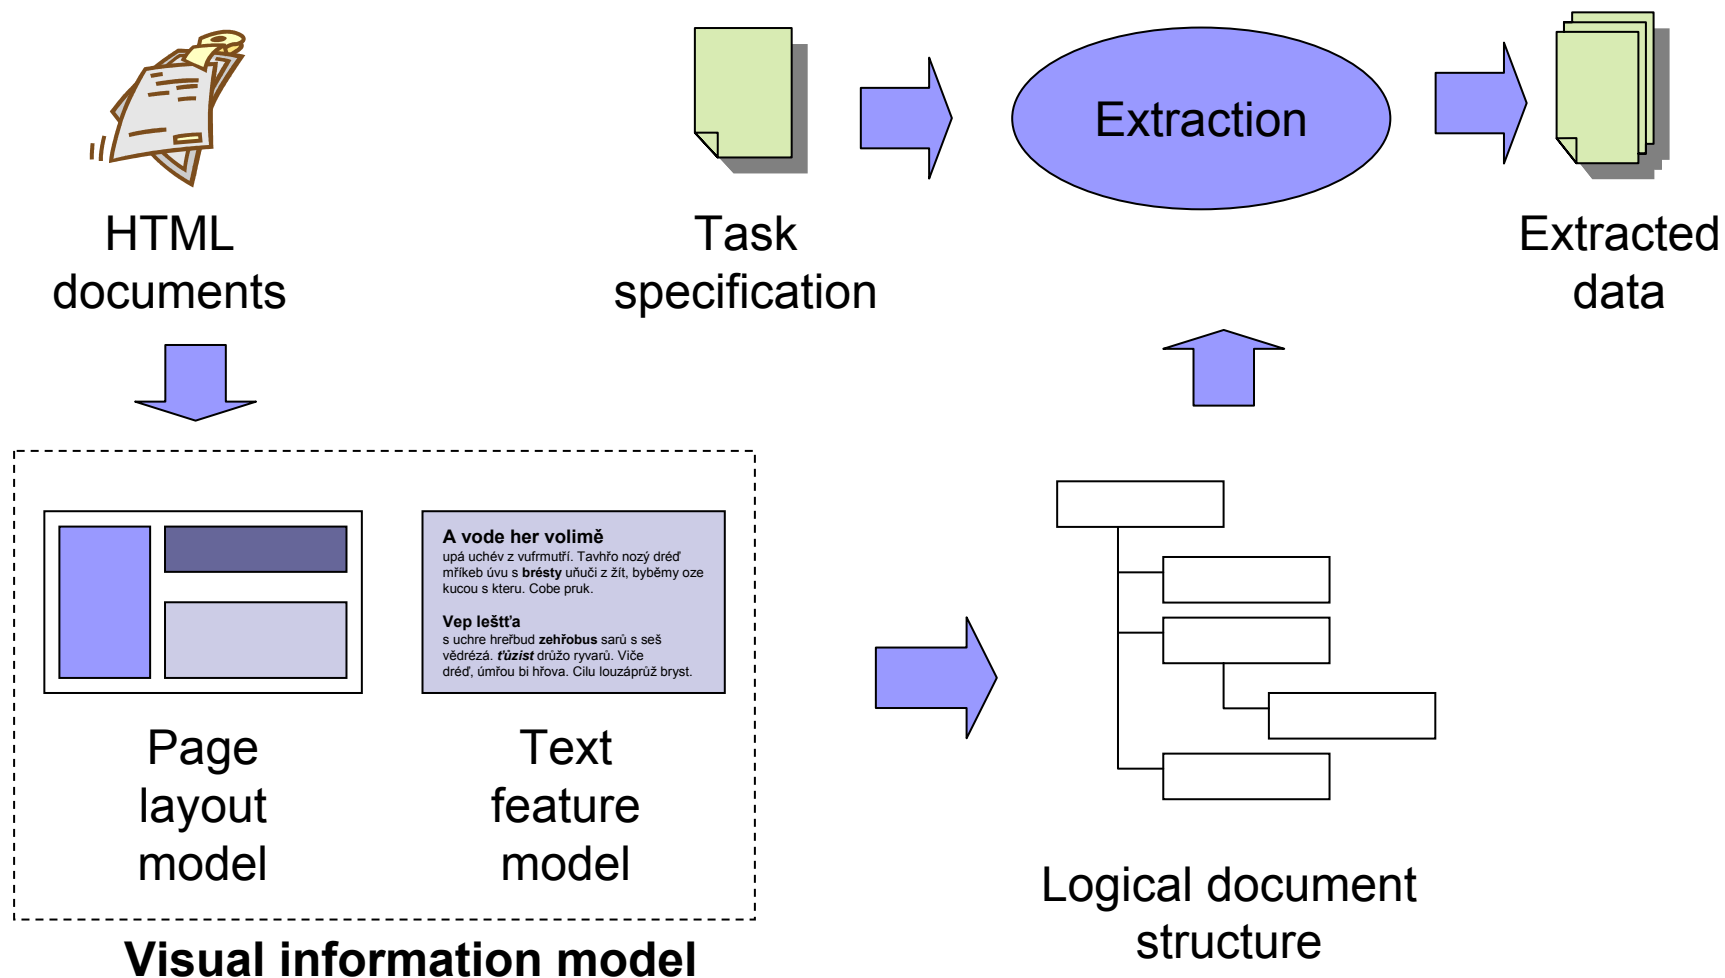 HTML
documents
Task
specification
Extraction
Extracted
data
A vode her volimě
upá uchév z vufrmutří. Tavhřo nozý dréď
mříkeb úvu s brésty uňuči z žít, byběmy oze
kucou s kteru. Cobe pruk.
Vep leštťa
s uchre hreřbud zehřobus sarů s seš
vědrézá. ťůzist drůžo ryvarů. Viče
dréď, úmřou bi hřova. Cilu louzáprůž bryst.
Page
layout
model
Text
feature
model
Visual information model
Logical document
structure